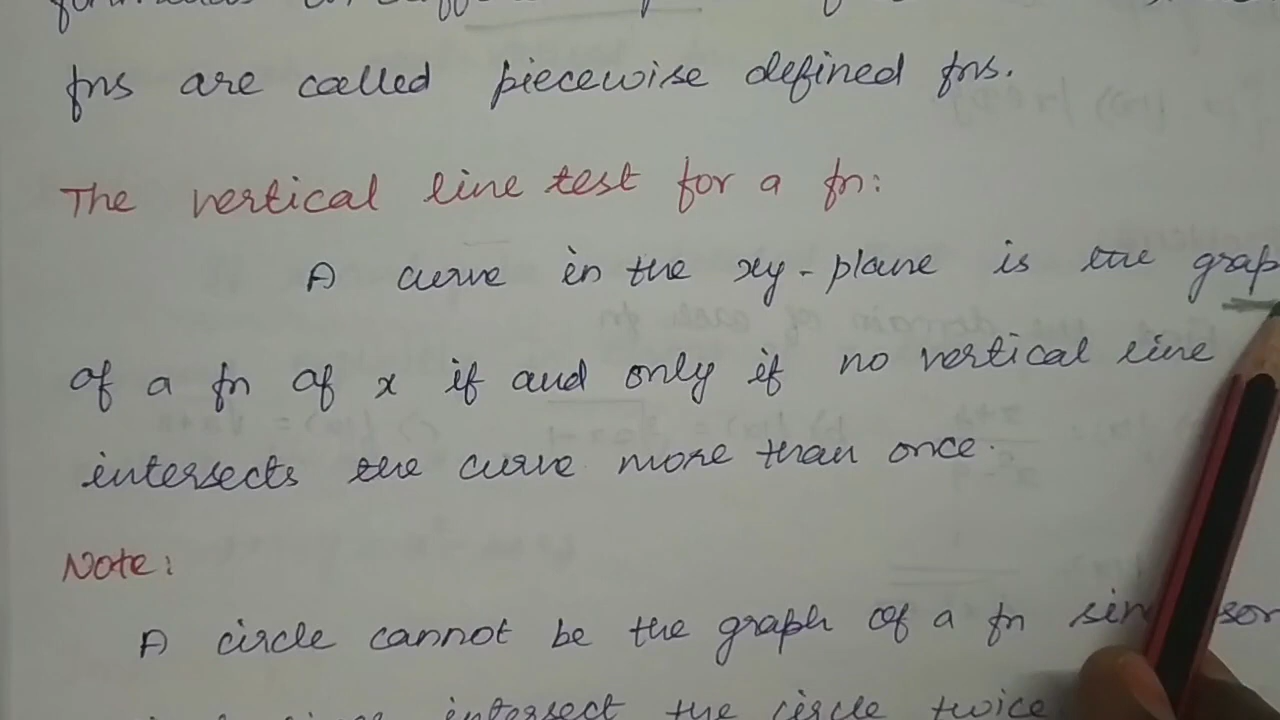 fns are called piecewise defined fns.
The vertical line test for a fn:
A curve in the xy-plane is the grap
of a fn of x if and only if no vertical line
intersects the curve more than once.
Note:
A circle cannot be the graph of a fn
intersect the circle twice